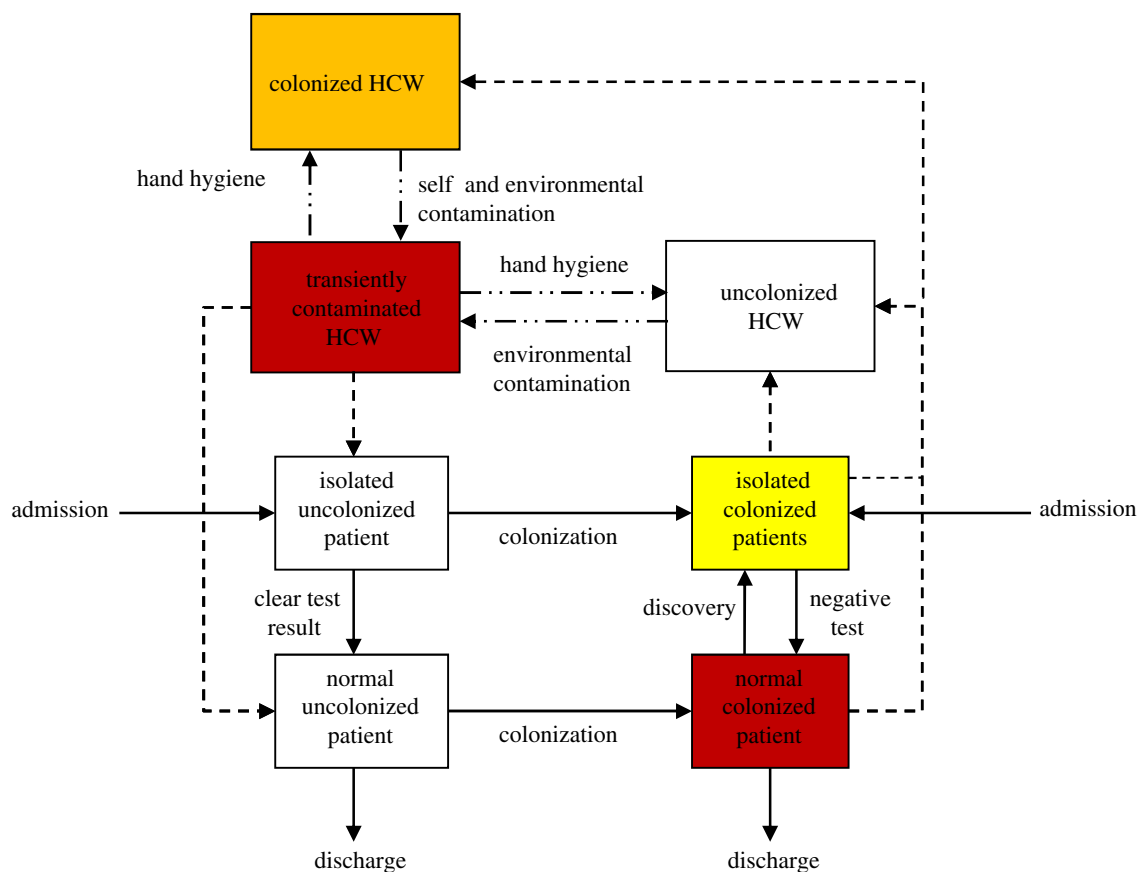 colonized HCW
hand hygiene
self and environmental
contamination
transiently
contaminated
HCW
hand hygiene
uncolonized
HCW
environmental
contamination
admission
isolated
uncolonized
patient
colonization
isolated
colonized
patients
admission
clear test
result
discovery
negative
test
normal
uncolonized
patient
colonization
normal
colonized
patient
discharge
discharge